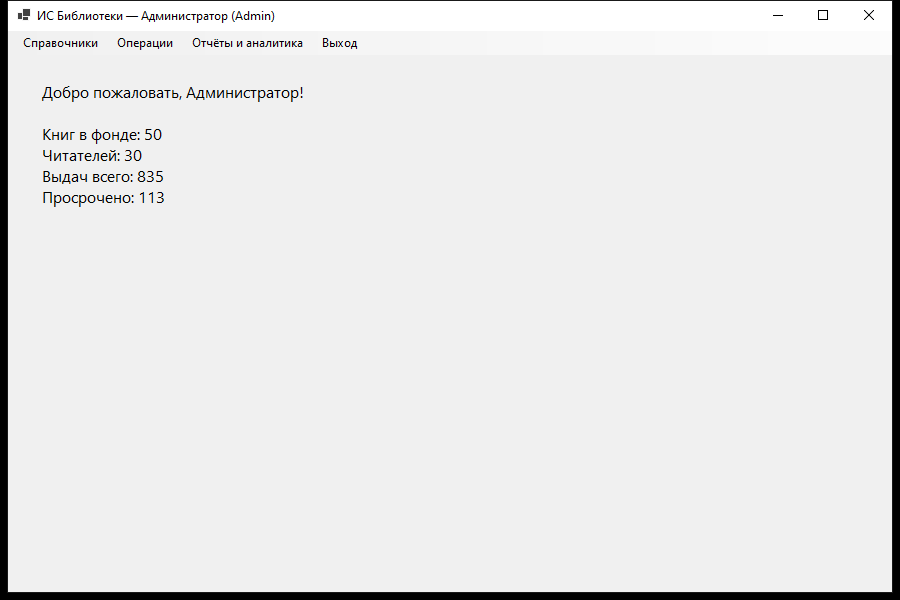 ИС Библиотеки — Администратор (Admin)
Справочники Операции Отчёты и аналитика Выход
Добро пожаловать, Администратор!
Книг в фонде: 50
Читателей: 30
Выдач всего: 835
Просрочено: 113